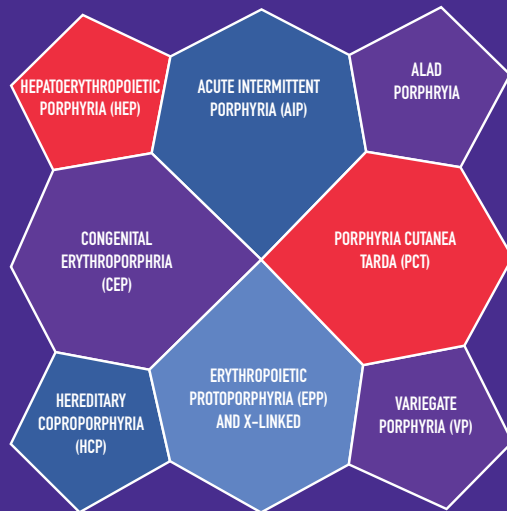 HEPATOERYTHROPOIETIC
PORPHYRIA (HEP)
ACUTE INTERMITTENT
PORPHYRIA (AIP)
ALAD
PORPHRYIA
CONGENITAL
ERYTHROPORPHRIA
(CEP)
PORPHYRIA CUTANEA
TARDA (PCT)
HEREDITARY
COPROPORPHYRIA
(HCP)
ERYTHROPOIETIC
PROTOPORPHYRIA (EPP)
AND X-LINKED
VARIEGATE
PORPHYRIA (VP)